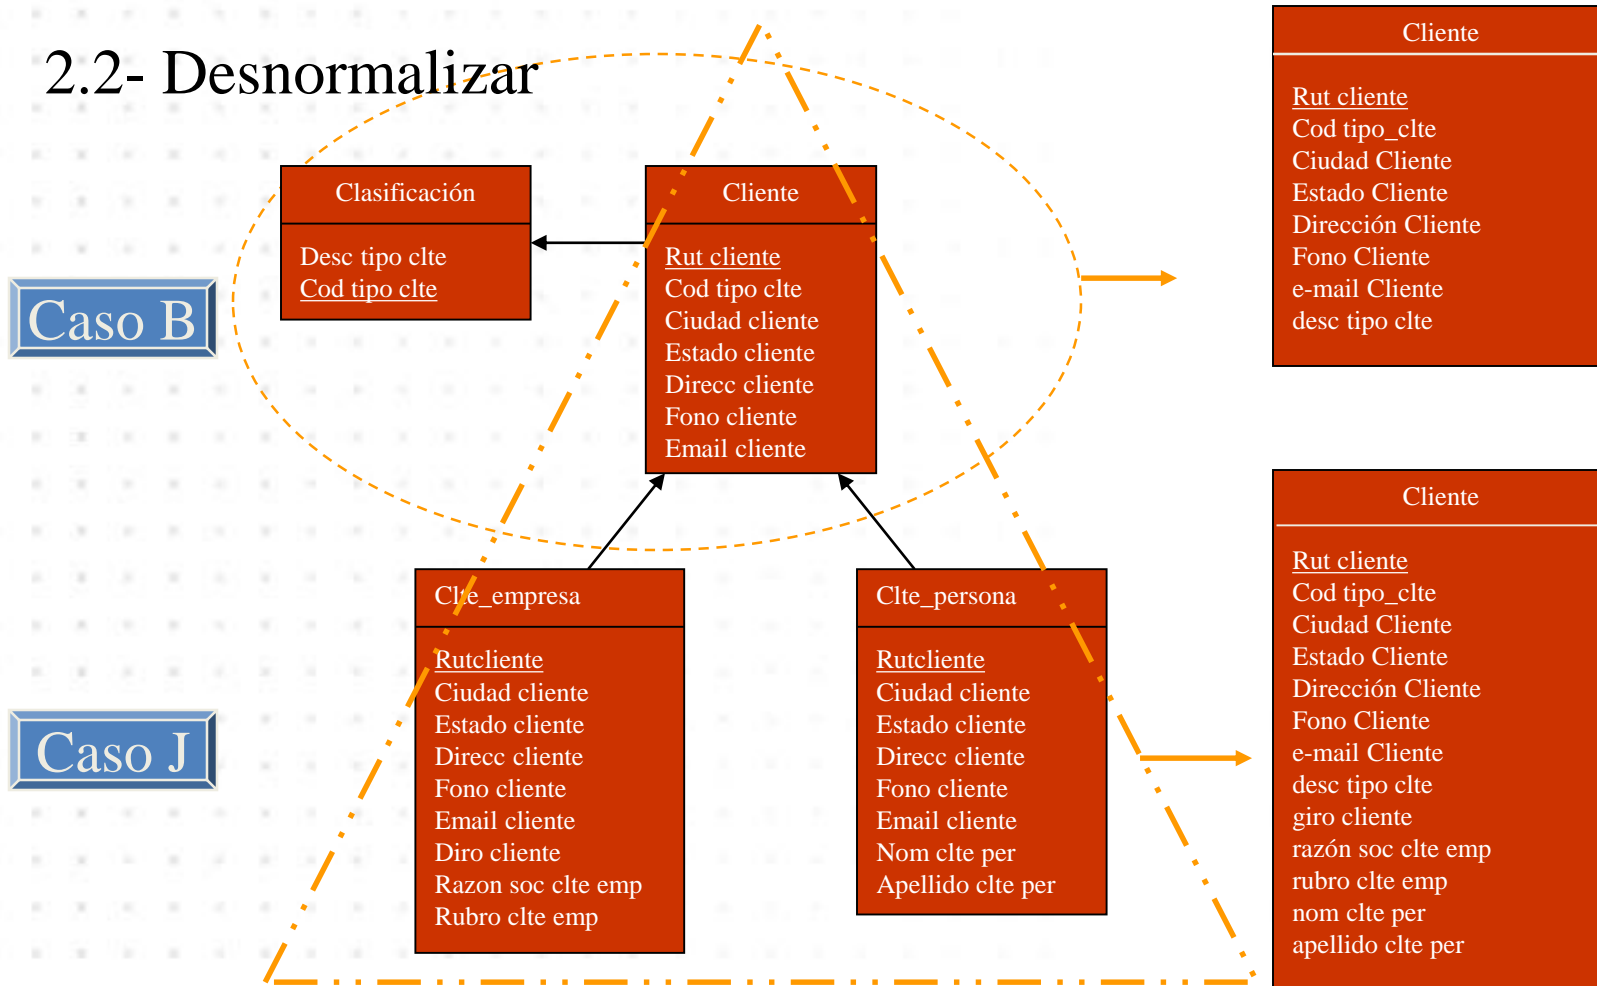 2.2- Desnormalizar
Clasificación
Desc tipo clte
Cod tipo clte
Cliente
Rut cliente
Cod tipo clte
Ciudad cliente
Estado cliente
Direcc cliente
Fono cliente
Email cliente
Cliente
Rut cliente
Cod tipo_clte
Ciudad Cliente
Estado Cliente
Dirección Cliente
Fono Cliente
e-mail Cliente
desc tipo clte
Caso B
Caso J
Clte_empresa
Rutcliente
Ciudad cliente
Estado cliente
Direcc cliente
Fono cliente
Email cliente
Diro cliente
Razon soc clte emp
Rubro clte emp
Clte_persona
Rutcliente
Ciudad cliente
Estado cliente
Direcc cliente
Fono cliente
Email cliente
Nom clte per
Apellido clte per
Cliente
Rut cliente
Cod tipo_clte
Ciudad Cliente
Estado Cliente
Dirección Cliente
Fono Cliente
e-mail Cliente
desc tipo clte
giro cliente
razón soc clte emp
rubro clte emp
nom clte per
apellido clte per